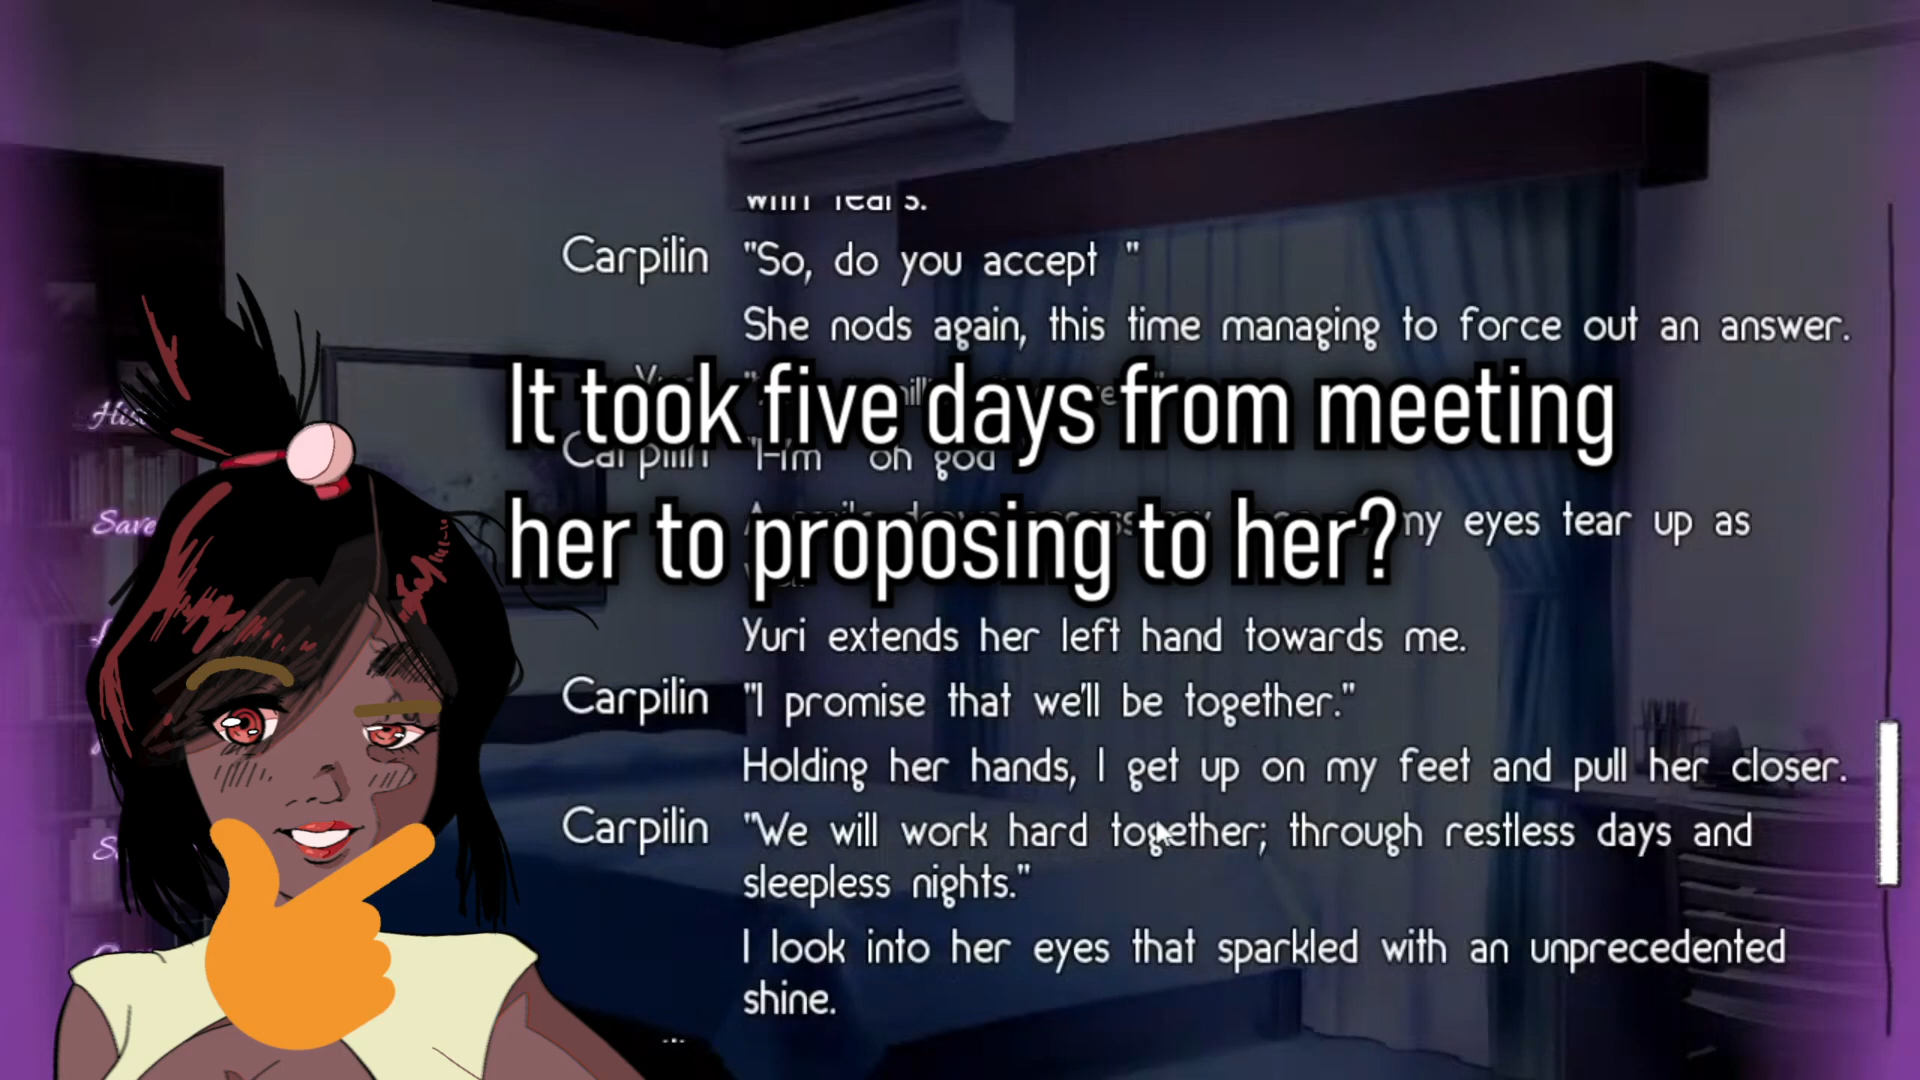 Carpilin "So, do you accept "
She nods again, this time managing to force out an answer.
It took five days from meeting
Carpilin "I-I'm oh god
her to proposing to her?
my eyes tear up as
Yuri extends her left hand towards me.
Carpilin "I promise that we'll be together."
Holding her hands, I get up on my feet and pull her closer.
Carpilin "We will work hard together; through restless days and
sleepless nights."
I look into her eyes that sparkled with an unprecedented
shine.
Save